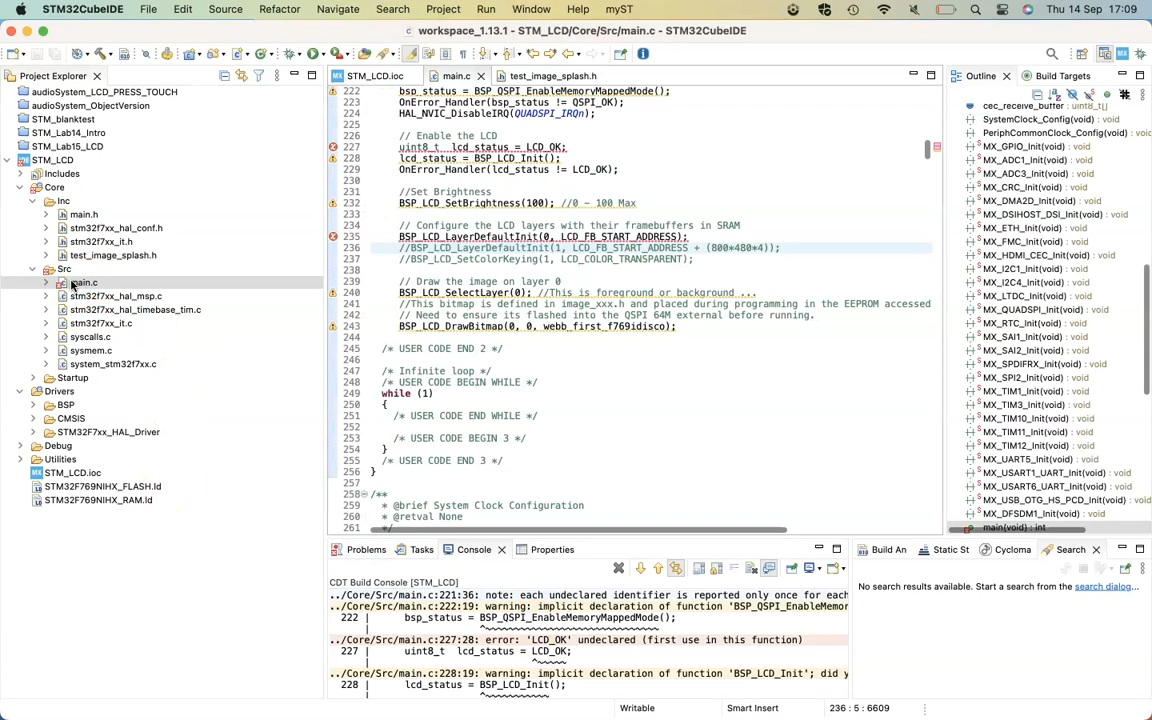 STM32CubeIDE File Edit Source Refactor Navigate Search Project Run Window Help myST Thu 14 Sep 17:09
workspace_1.13.1 - STM_LCD/Core/Src/main.c - STM32CubeIDE
Project Explorer
audioSystem_LCD_PRESS_TOUCH
audioSystem_ObjectVersion
STM_blanktest
STM_Lab14_Intro
STM_Lab15_LCD
STM_LCD
Includes
Core
Inc
main.h
stm32f7xx_hal_conf.h
stm32f7xx_it.h
test_image_splash.h
Src
main.c
stm32f7xx_hal_msp.c
stm32f7xx_hal_timebase_tim.c
stm32f7xx_it.c
syscalls.c
sysmem.c
system_stm32f7xx.c
Startup
Drivers
BSP
CMSIS
STM32F7xx_HAL_Driver
Debug
Utilities
STM_LCD.ioc
STM32F769NIHX_FLASH.ld
STM32F769NIHX_RAM.ld
STM_LCD.ioc main.c test_image_splash.h
222 bsp_status = BSP_QSPI_EnableMemoryMappedMode();
223 OnError_Handler(bsp_status != QSPI_OK);
224 HAL_NVIC_DisableIRQ(QUADSPI_IRQn);
225
226 // Enable the LCD
227 uint8_t lcd_status = LCD_OK;
228 lcd_status = BSP_LCD_Init();
229 OnError_Handler(lcd_status != LCD_OK);
230
231 //Set Brightness
232 BSP_LCD_SetBrightness(100); //0 - 100 Max
233
234 // Configure the LCD layers with their framebuffers in SRAM
235 BSP_LCD_LayerDefaultInit(0, LCD_FB_START_ADDRESS);
236 //BSP_LCD_LayerDefaultInit(1, LCD_FB_START_ADDRESS + (800*480*4));
237 //BSP_LCD_SetColorKeying(1, LCD_COLOR_TRANSPARENT);
238
239 // Draw the image on layer 0
240 BSP_LCD_SelectLayer(0); //This is foreground or background ...
241 //This bitmap is defined in image_xxx.h and placed during programming in the EEPROM accessed
242 // Need to ensure its flashed into the QSPI 64M external before running.
243 BSP_LCD_DrawBitmap(0, 0, webb_first_f769idisco);
244
245 /* USER CODE END 2 */
246
247 /* Infinite loop */
248 /* USER CODE BEGIN WHILE */
249 while (1)
250 {
251 /* USER CODE END WHILE */
252
253 /* USER CODE BEGIN 3 */
254 }
255 /* USER CODE END 3 */
256 }
257
258 /**
259 * @brief System Clock Configuration
260 * @retval None
261 */
Outline Build Targets
cec_receive_buffer : uint8_t[]
SystemClock_Config(void) : void
PeriphCommonClock_Config(void) : vo
MX_GPIO_Init(void) : void
MX_ADC1_Init(void) : void
MX_ADC3_Init(void) : void
MX_CRC_Init(void) : void
MX_DMA2D_Init(void) : void
MX_DSIHOST_DSI_Init(void) : void
MX_ETH_Init(void) : void
MX_FMC_Init(void) : void
MX_HDMI_CEC_Init(void) : void
MX_I2C1_Init(void) : void
MX_I2C4_Init(void) : void
MX_LTDC_Init(void) : void
MX_QUADSPI_Init(void) : void
MX_RTC_Init(void) : void
MX_SAI1_Init(void) : void
MX_SAI2_Init(void) : void
MX_SPDIFRX_Init(void) : void
MX_SPI2_Init(void) : void
MX_TIM1_Init(void) : void
MX_TIM3_Init(void) : void
MX_TIM10_Init(void) : void
MX_TIM11_Init(void) : void
MX_TIM12_Init(void) : void
MX_UART5_Init(void) : void
MX_USART1_UART_Init(void) : void
MX_USART6_UART_Init(void) : void
MX_USB_OTG_HS_PCD_Init(void) : void
MX_DFSDM1_Init(void) : void
main(void) : int
Problems Tasks Console Properties
CDT Build Console [STM_LCD]
../Core/Src/main.c:221:36: note: each undeclared identifier is reported only once for each
../Core/Src/main.c:222:19: warning: implicit declaration of function 'BSP_QSPI_EnableMemor
222 | bsp_status = BSP_QSPI_EnableMemoryMappedMode();
| ^~~~~~~~~~~~~~~~~~~~~~~~~~~~~~~
../Core/Src/main.c:227:28: error: 'LCD_OK' undeclared (first use in this function)
227 | uint8_t lcd_status = LCD_OK;
| ^~~~~~
../Core/Src/main.c:228:19: warning: implicit declaration of function 'BSP_LCD_Init'; did y
228 | lcd_status = BSP_LCD_Init();
| ^~~~~~~~~~~~
Build An Static St Cycloma Search
No search results available. Start a search from the search dialog...
Writable Smart Insert 236 : 5 : 6609